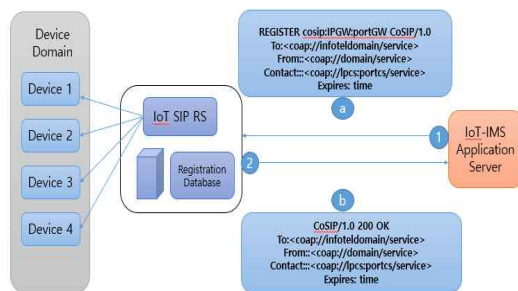 Device
Domain
Device 1
Device 2
Device 3
Device 4
IoT SIP RS
Registration
Database
REGISTER cosip:IPGW:portGW CoSIP/1.0
To:<coap://infoteldomain/service>
From::<coap://domain/service>
Contact:::<coap://lpcs:portcs/service>
Expires: time
a
1
2
IoT-IMS
Application
Server
b
CoSIP/1.0 200 OK
To:<coap://infoteldomain/service>
From::<coap://domain/service>
Contact:::<coap://lpcs:portcs/service>
Expires: time